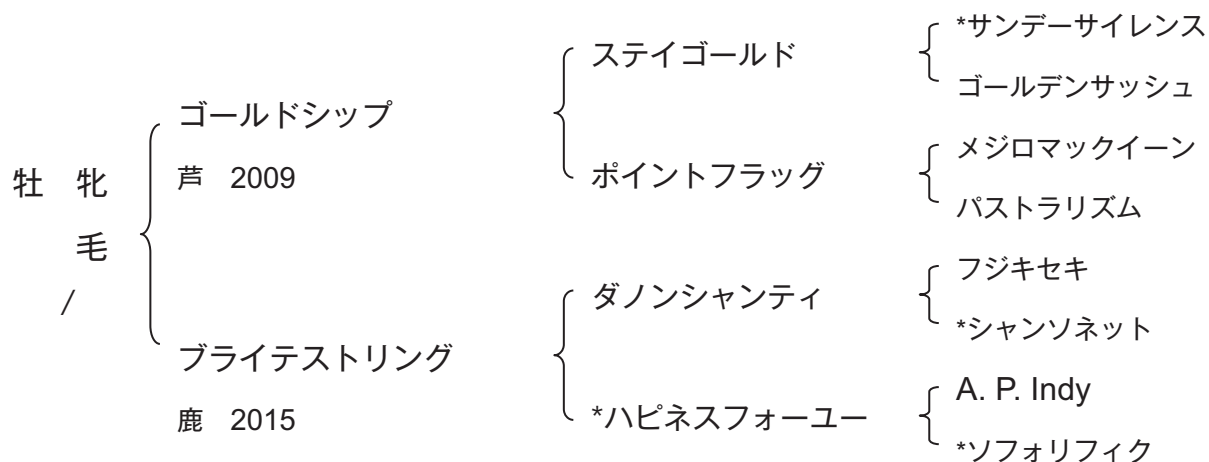 牡 牝
毛
/
ゴールドシップ
芦 2009
ブライテストリング
鹿 2015
ステイゴールド
ポイントフラッグ
ダノンシャンティ
*ハピネスフォーユー
*サンデーサイレンス
ゴールデンサッシュ
メジロマックイーン
パストラリズム
フジキセキ
*シャンソネット
A. P. Indy
*ソフォリフィク